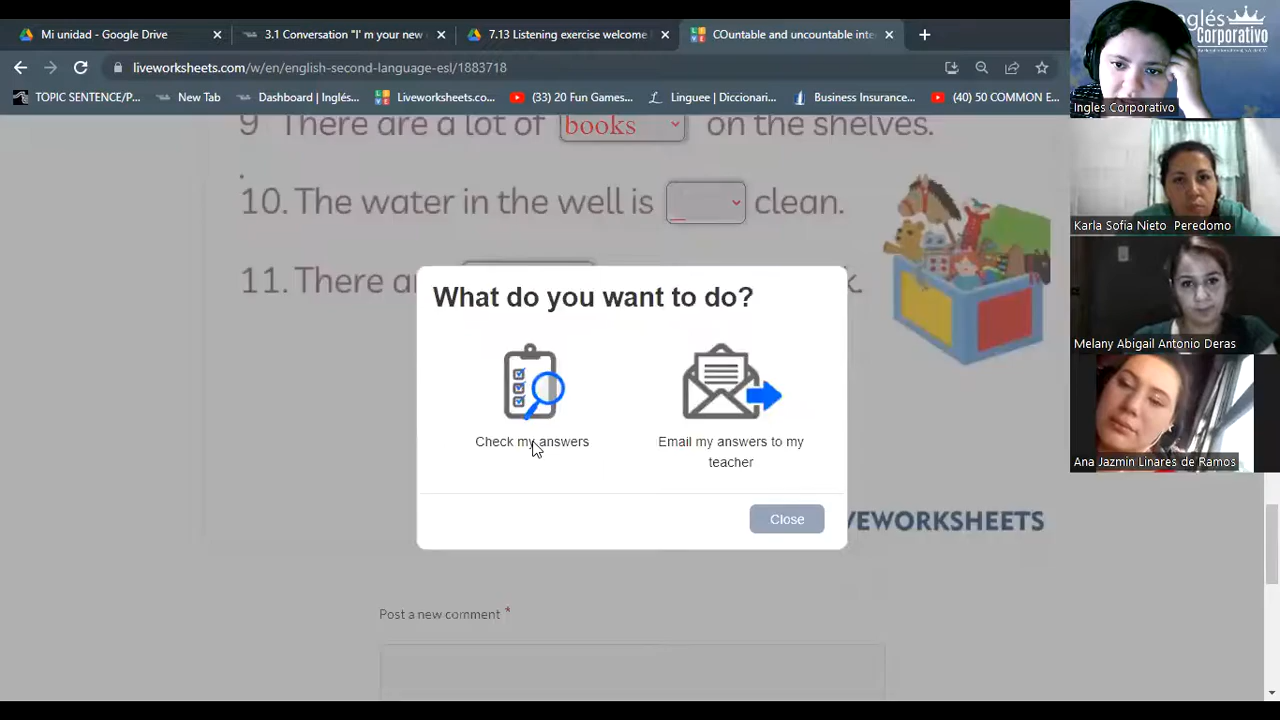 Mi unidad - Google Drive
3.1 Conversation "I' m your new
7.13 Listening exercise welcome
COuntable and uncountable inte
liveworksheets.com/w/en/english-second-language-esl/1883718
TOPIC SENTENCE/P...
New Tab
Dashboard | Inglés...
Liveworksheets.co...
(33) 20 Fun Games...
Linguee | Diccionari...
Business Insurance...
(40) 50 COMMON E...
9 There are a lot of books on the shelves.
.
10. The water in the well is _ clean.
11. There ar
k.
What do you want to do?
Check my answers
Email my answers to my
teacher
Close
VEWORKSHEETS
Post a new comment *
nglés
Corporativo
Ingles Corporativo
Karla Sofia Nieto Peredomo
Melany Abigail Antonio Deras
Ana Jazmin Linares de Ramos